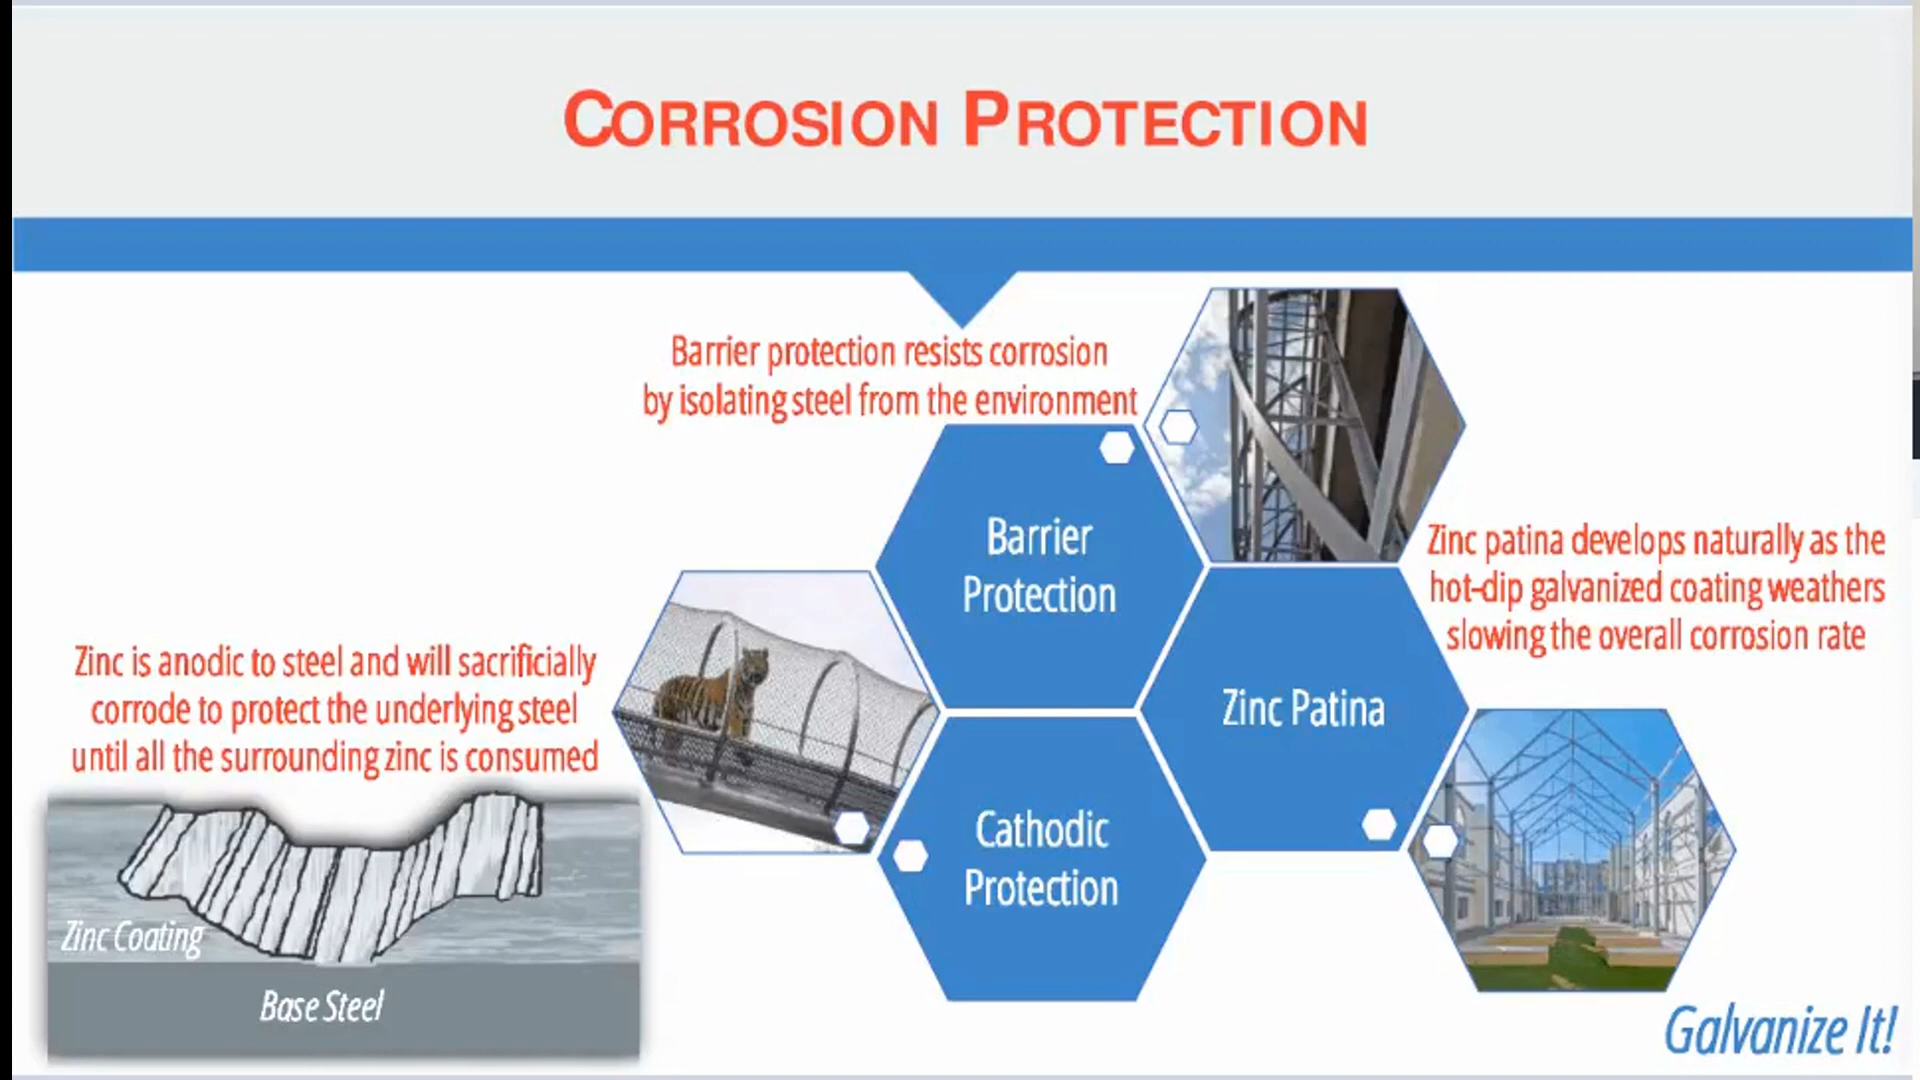 CORROSION PROTECTION
Barrier protection resists corrosion
by isolating steel from the environment
Barrier
Protection
Zinc patina develops naturally as the
hot-dip galvanized coating weathers
slowing the overall corrosion rate
Zinc Patina
Zinc is anodic to steel and will sacrificially
corrode to protect the underlying steel
until all the surrounding zinc is consumed
Cathodic
Protection
Zinc Coating
Base Steel
Galvanize It!